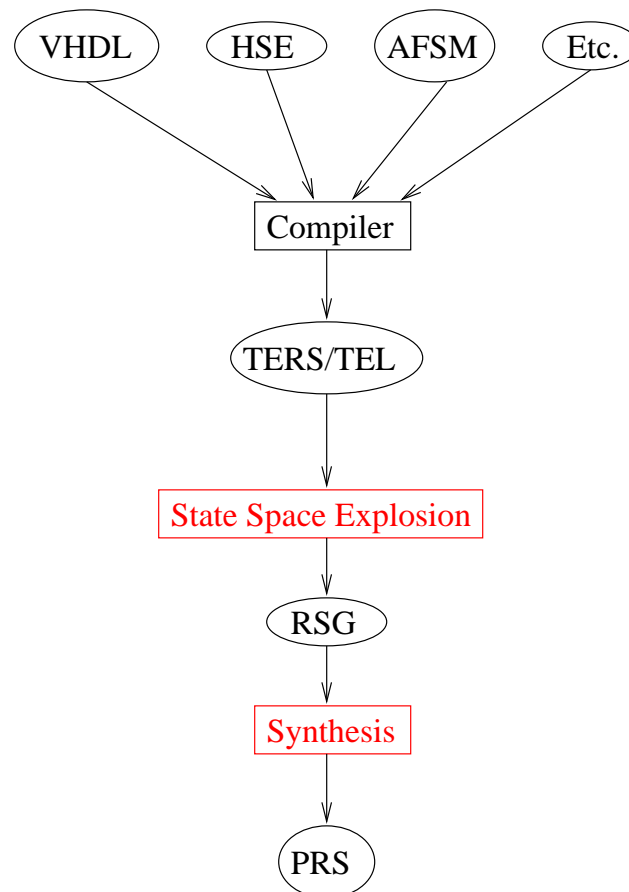 VHDL HSE AFSM Etc.
Compiler
TERS/TEL
State Space Explosion
RSG
Synthesis
PRS